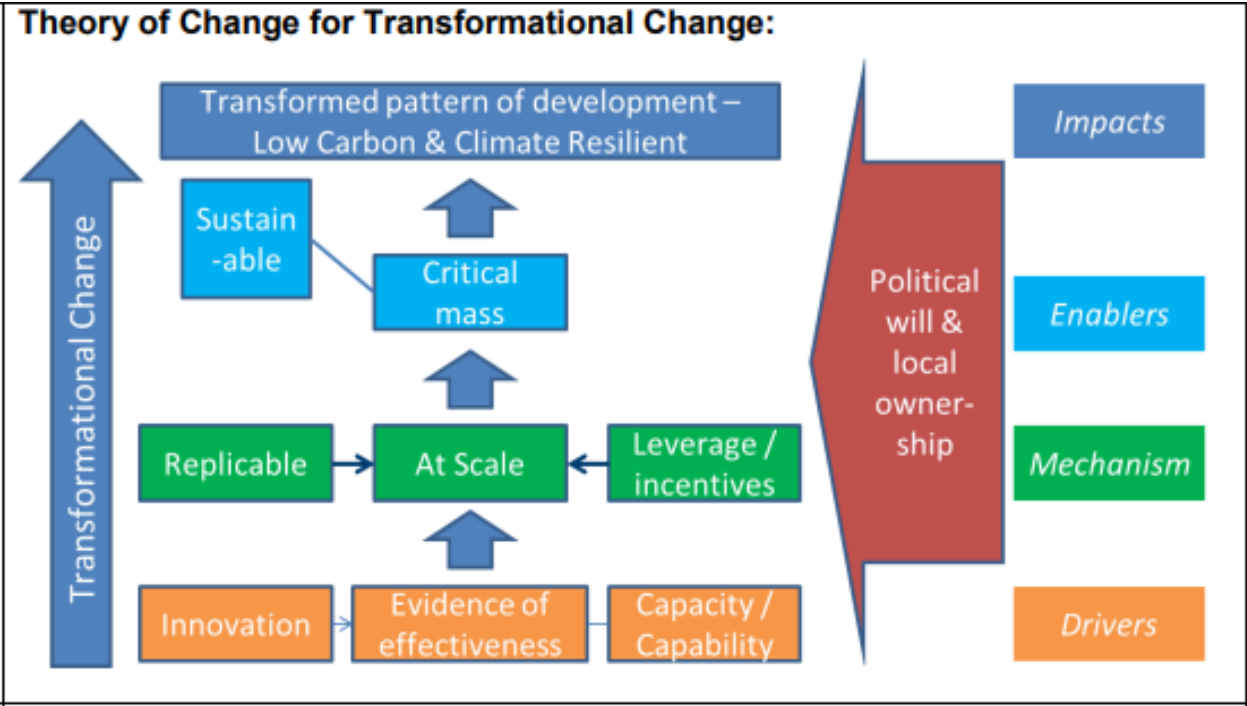 Theory of Change for Transformational Change:
Transformed pattern of development –
Low Carbon & Climate Resilient
Impacts
Transformational Change
Sustain
-able
Critical
mass
Political
will &
local
owner-
ship
Enablers
Replicable
At Scale
Leverage /
incentives
Mechanism
Innovation
Evidence of
effectiveness
Capacity /
Capability
Drivers